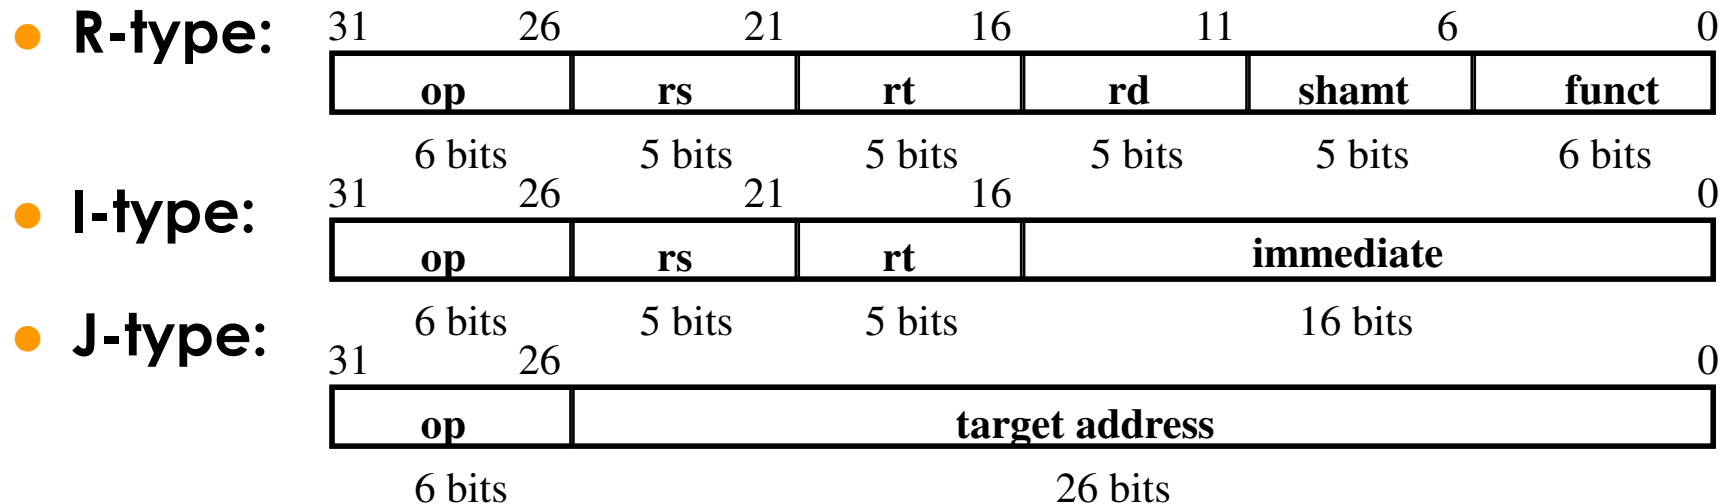 31 26 21 16 11 6 0
● R-type:
op rs rt rd shamt funct
6 bits 5 bits 5 bits 5 bits 5 bits 6 bits
31 26 21 16 0
● I-type:
op rs rt immediate
6 bits 5 bits 5 bits 16 bits
● J-type:
31 26 0
op target address
6 bits 26 bits